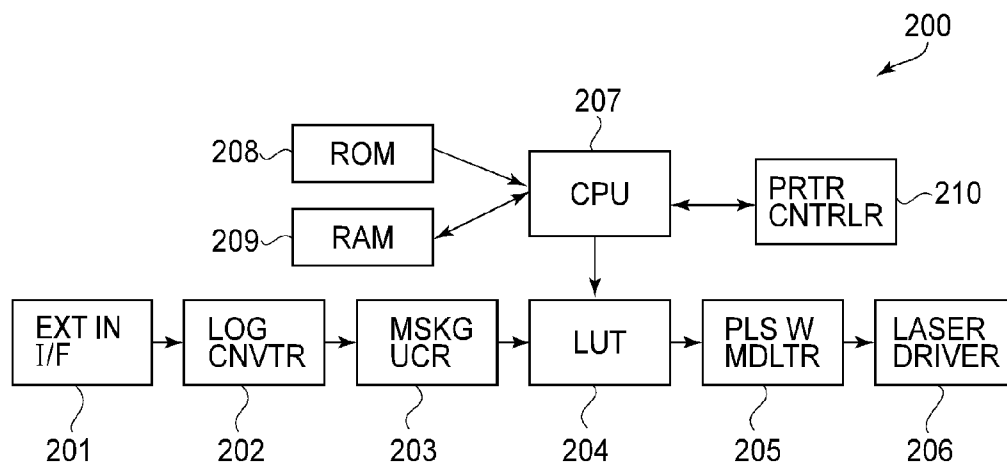 200
207
208
ROM
CPU
PRTR
CNTRLR
210
209
RAM
EXT IN
I/F
LOG
CNVTR
MSKG
UCR
LUT
PLS W
MDLTR
LASER
DRIVER
201
202
203
204
205
206